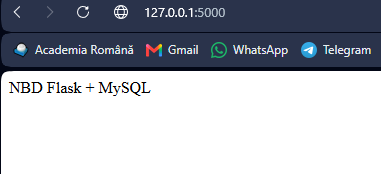 127.0.0.1:5000
Academia Română Gmail WhatsApp Telegram
NBD Flask + MySQL